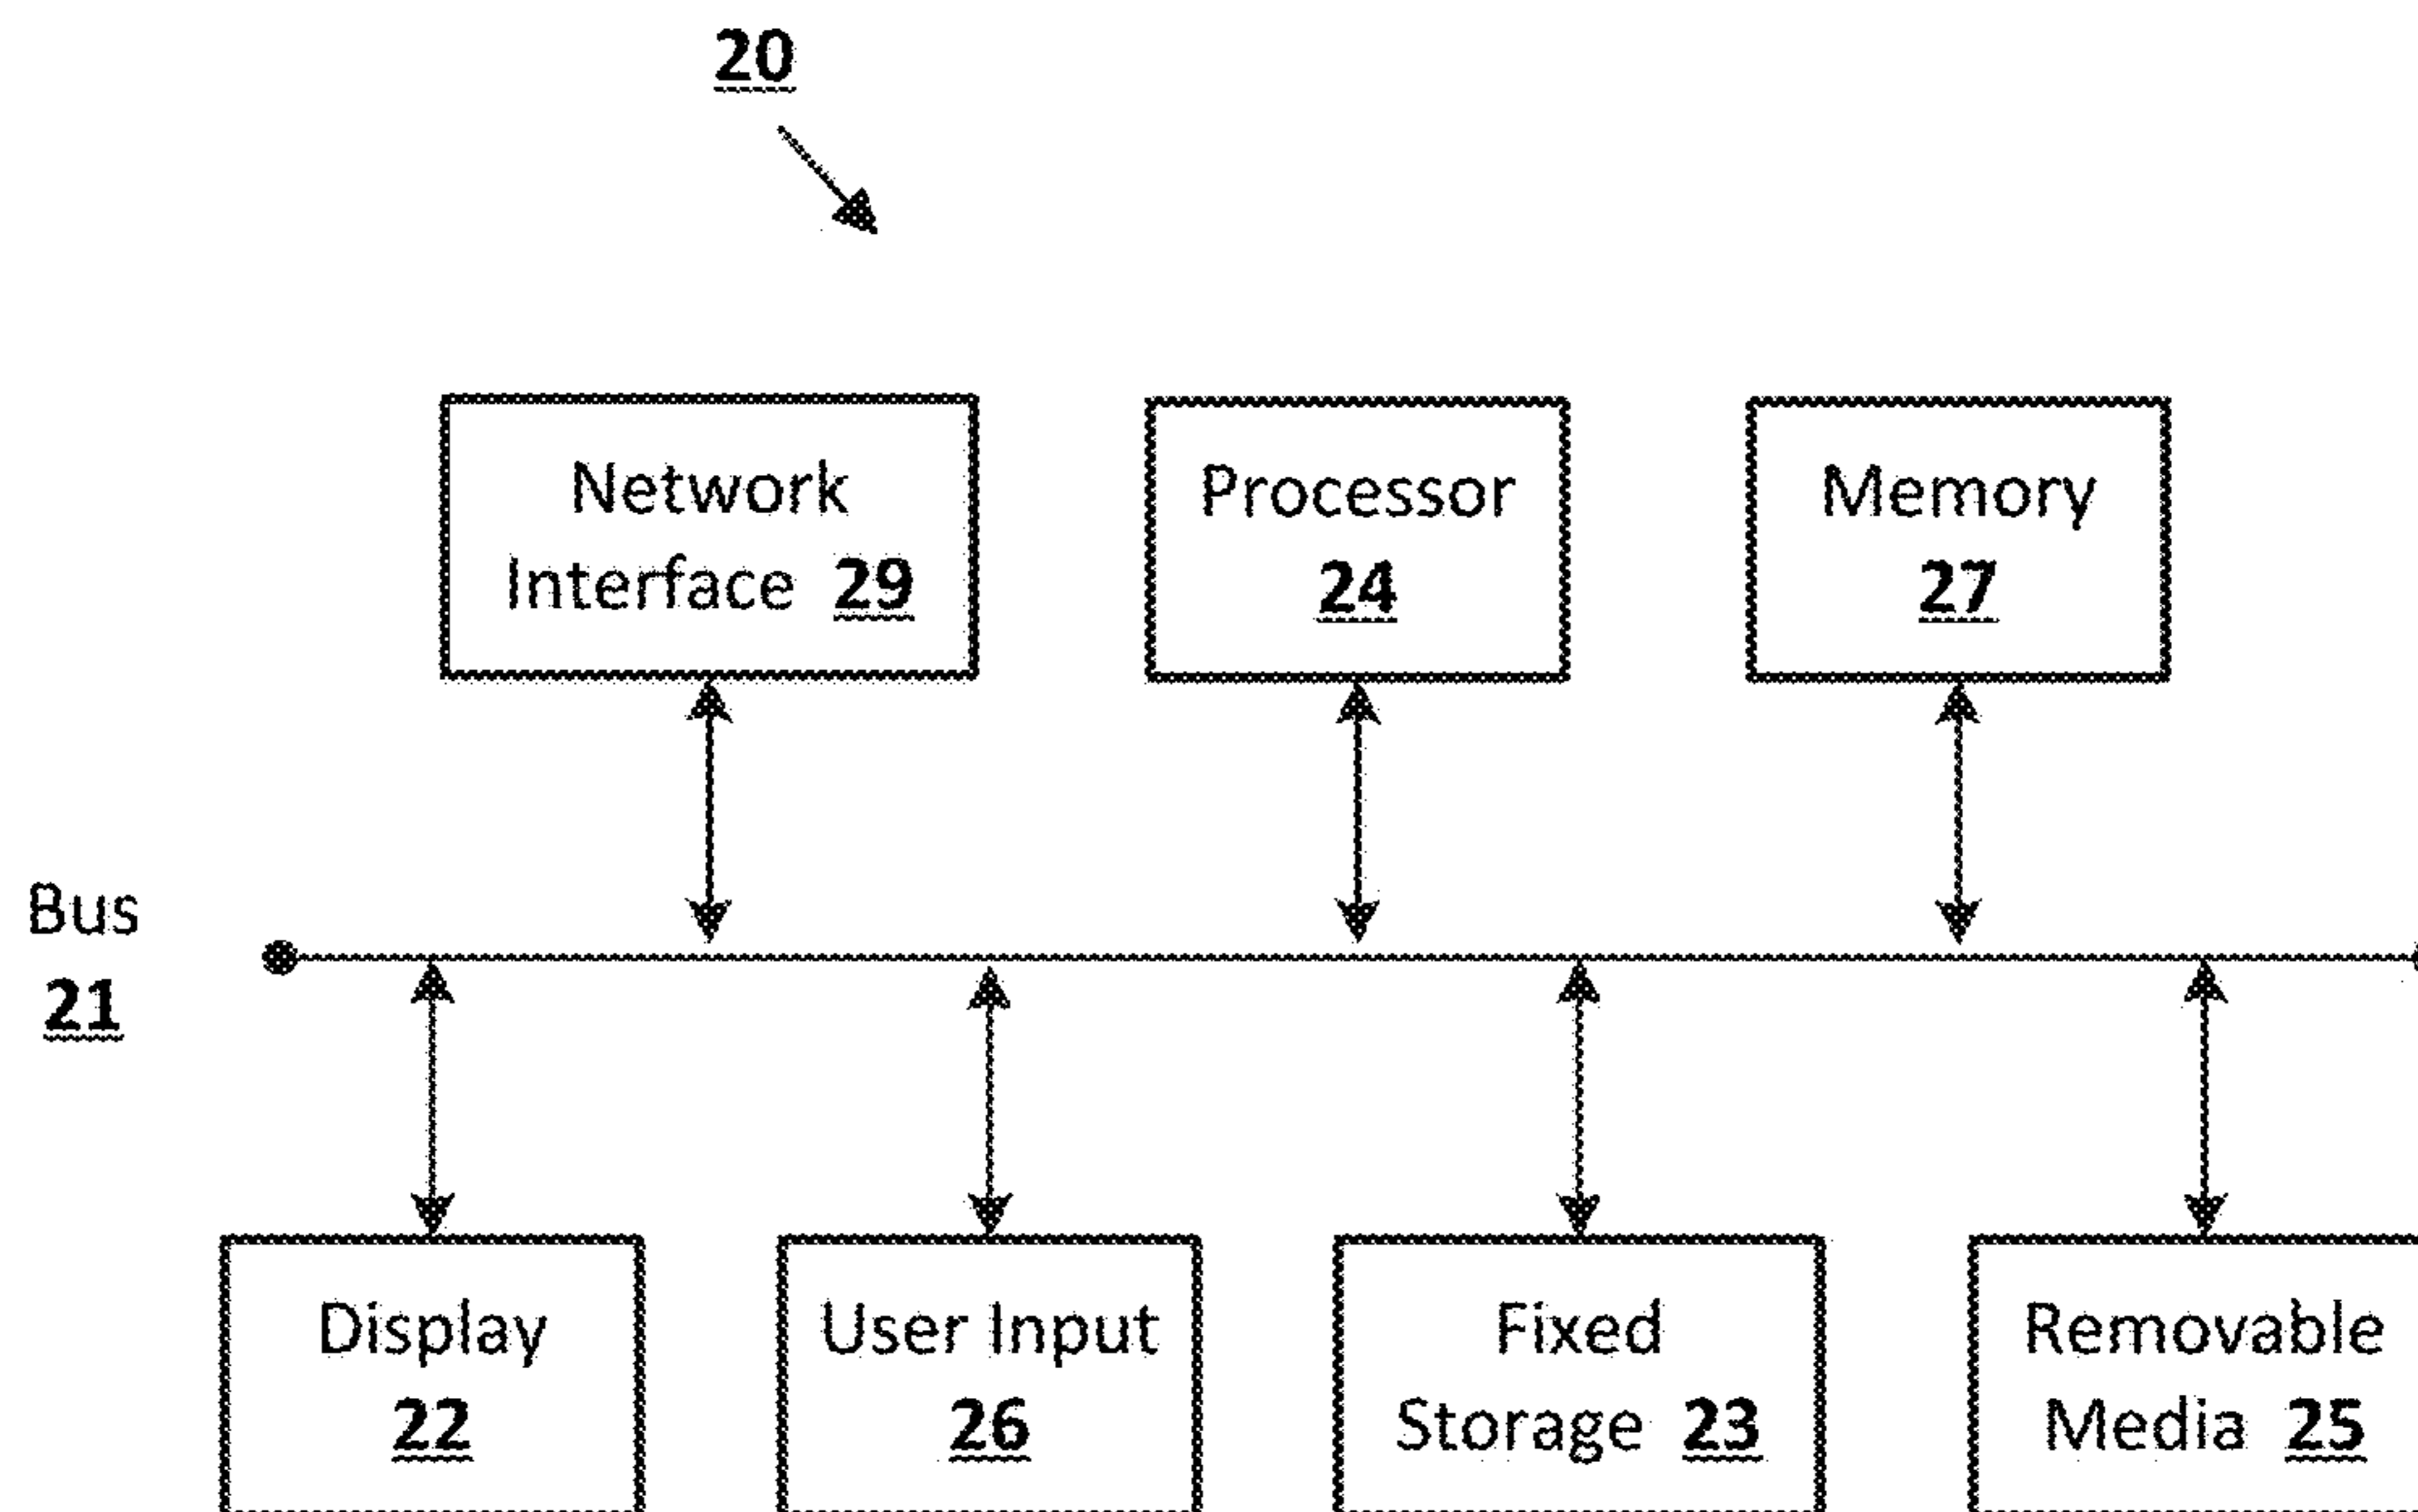 20
Network
Interface 29
Processor
24
Memory
27
Bus
21
Display
22
User Input
26
Fixed
Storage 23
Removable
Media 25